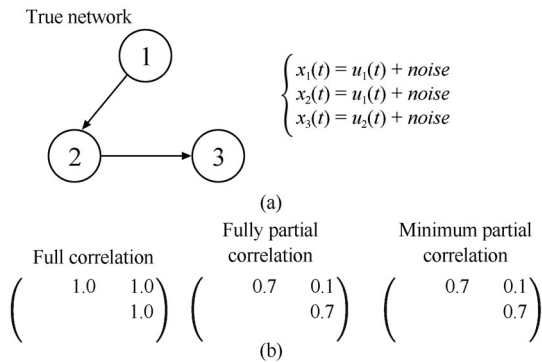 True network
1
2
3
x₁(t) = u₁(t) + noise
x₂(t) = u₁(t) + noise
x₃(t) = u₂(t) + noise
(a)
Full correlation
1.0 1.0
1.0
Fully partial
correlation
0.7 0.1
0.7
Minimum partial
correlation
0.7 0.1
0.7
(b)